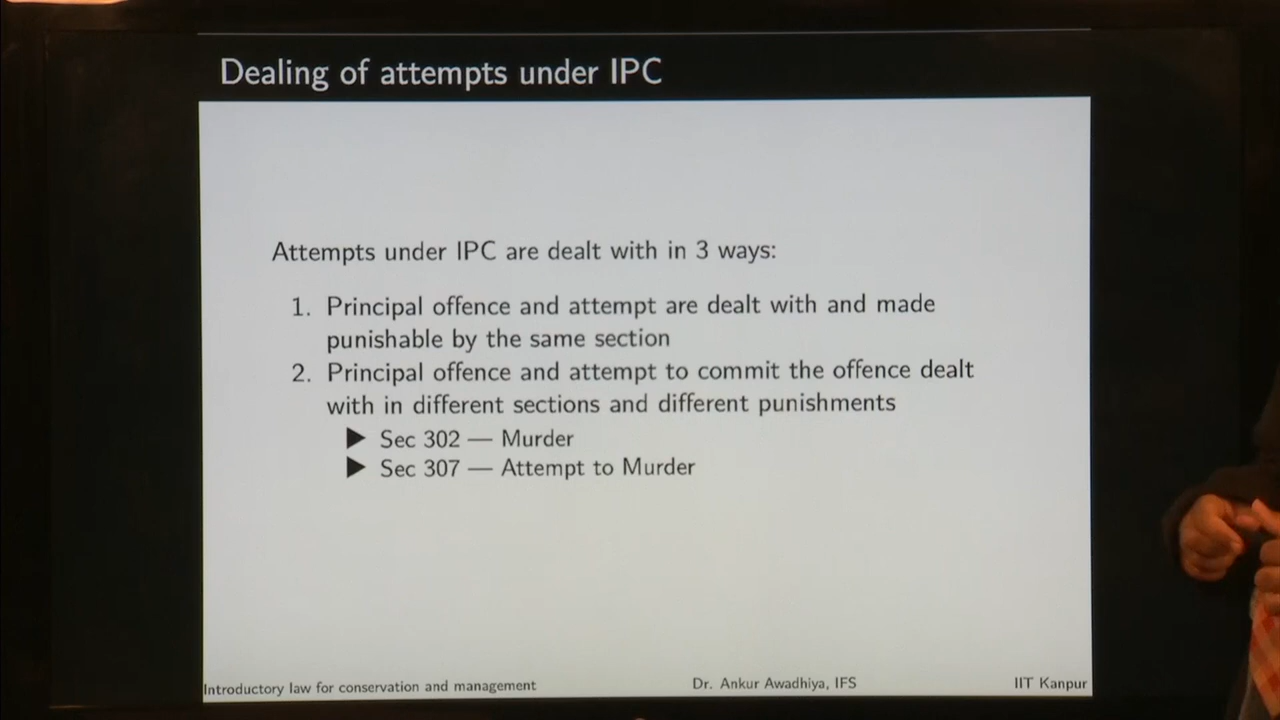 Dealing of attempts under IPC
Attempts under IPC are dealt with in 3 ways:
1. Principal offence and attempt are dealt with and made
punishable by the same section
2. Principal offence and attempt to commit the offence dealt
with in different sections and different punishments
▶ Sec 302 — Murder
▶ Sec 307 — Attempt to Murder
Introductory law for conservation and management Dr. Ankur Awadhiya, IFS IIT Kanpur